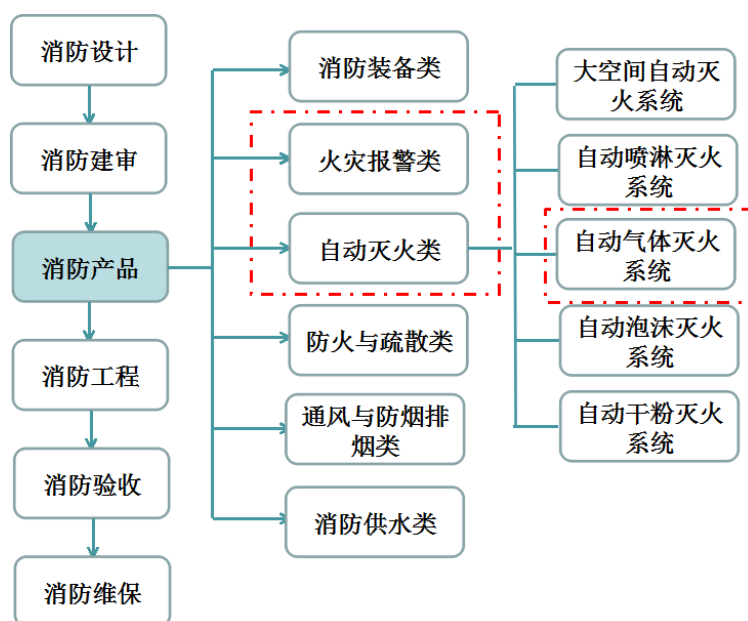 消防设计
消防建审
消防产品
消防工程
消防验收
消防维保
消防装备类
火灾报警类
自动灭火类
防火与疏散类
通风与防烟排
烟类
消防供水类
大空间自动灭
火系统
自动喷淋灭火
系统
自动气体灭火
系统
自动泡沫灭火
系统
自动干粉灭火
系统